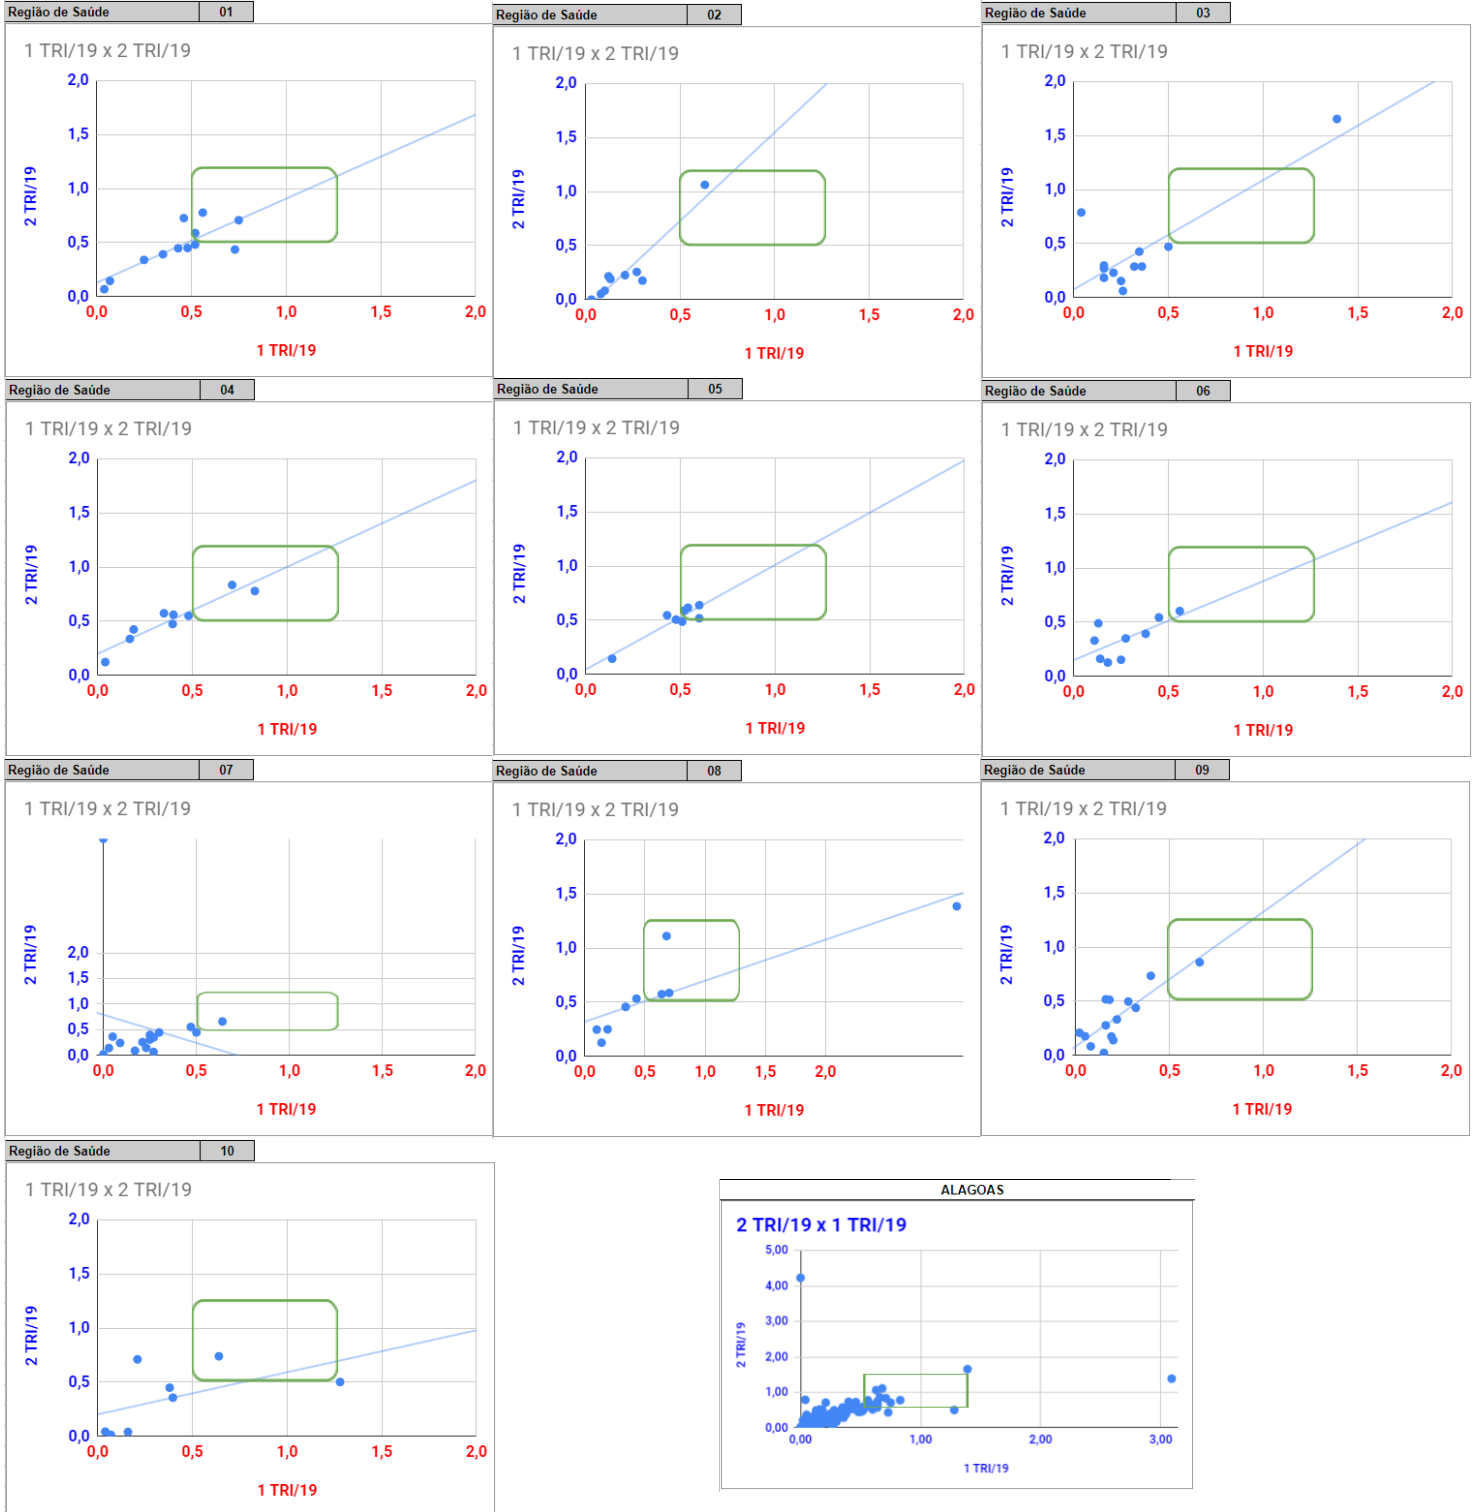 Região de Saúde 01
1 TRI/19 x 2 TRI/19
2,0
1,5
1,0
0,5
0,0
2 TRI/19
0,0 0,5 1,0 1,5 2,0
1 TRI/19
Região de Saúde 02
1 TRI/19 x 2 TRI/19
2,0
1,5
1,0
0,5
0,0
2 TRI/19
0,0 0,5 1,0 1,5 2,0
1 TRI/19
Região de Saúde 03
1 TRI/19 x 2 TRI/19
2,0
1,5
1,0
0,5
0,0
2 TRI/19
0,0 0,5 1,0 1,5 2,0
1 TRI/19
Região de Saúde 04
1 TRI/19 x 2 TRI/19
2,0
1,5
1,0
0,5
0,0
2 TRI/19
0,0 0,5 1,0 1,5 2,0
1 TRI/19
Região de Saúde 05
1 TRI/19 x 2 TRI/19
2,0
1,5
1,0
0,5
0,0
2 TRI/19
0,0 0,5 1,0 1,5 2,0
1 TRI/19
Região de Saúde 06
1 TRI/19 x 2 TRI/19
2,0
1,5
1,0
0,5
0,0
2 TRI/19
0,0 0,5 1,0 1,5 2,0
1 TRI/19
Região de Saúde 07
1 TRI/19 x 2 TRI/19
2,0
1,5
1,0
0,5
0,0
2 TRI/19
0,0 0,5 1,0 1,5 2,0
1 TRI/19
Região de Saúde 08
1 TRI/19 x 2 TRI/19
2,0
1,5
1,0
0,5
0,0
2 TRI/19
0,0 0,5 1,0 1,5 2,0
1 TRI/19
Região de Saúde 09
1 TRI/19 x 2 TRI/19
2,0
1,5
1,0
0,5
0,0
2 TRI/19
0,0 0,5 1,0 1,5 2,0
1 TRI/19
Região de Saúde 10
1 TRI/19 x 2 TRI/19
2,0
1,5
1,0
0,5
0,0
2 TRI/19
0,0 0,5 1,0 1,5 2,0
1 TRI/19
ALAGOAS
2 TRI/19 x 1 TRI/19
5,00
4,00
3,00
2,00
1,00
0,00
2 TRI/19
0,00 1,00 2,00 3,00
1 TRI/19